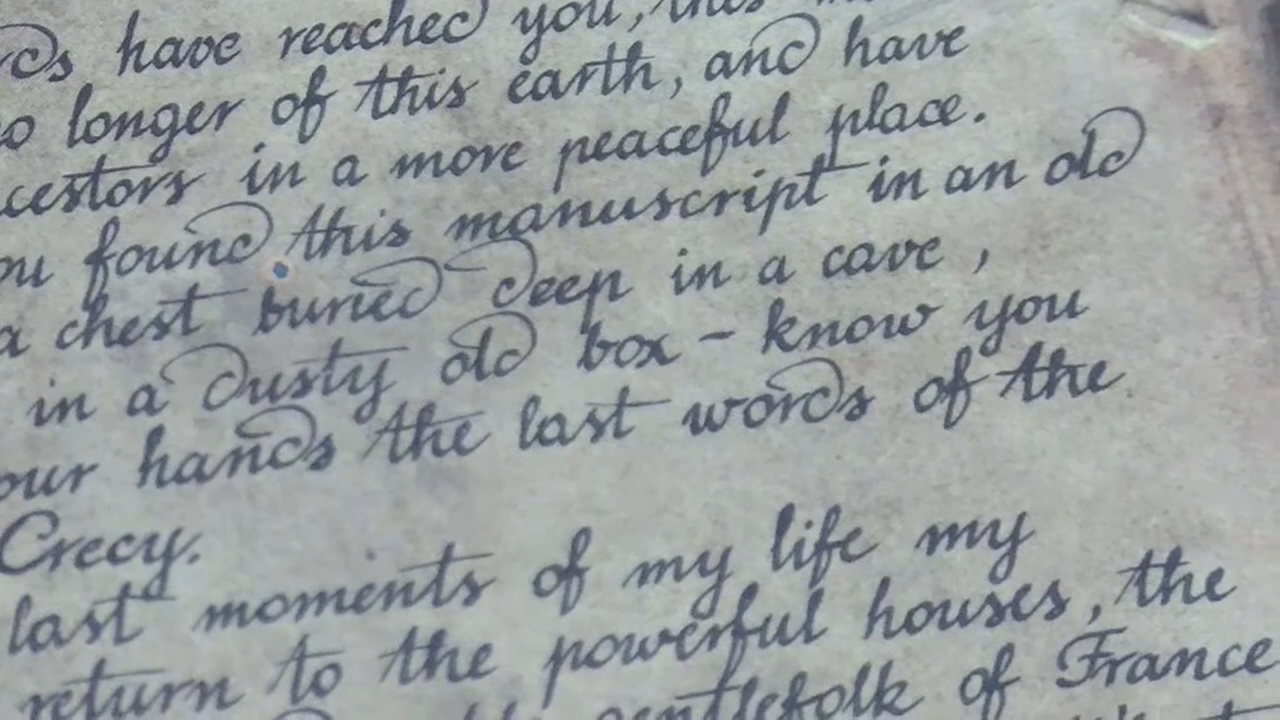 have reached you, this
longer of this earth, and have
in a more peaceful place.
found this manuscript in an old
a chest buried deep in a cave,
in a dusty old box - know you
hands the last words of the
Crecy.
last moments of my life my
return to the powerful houses, the
of France